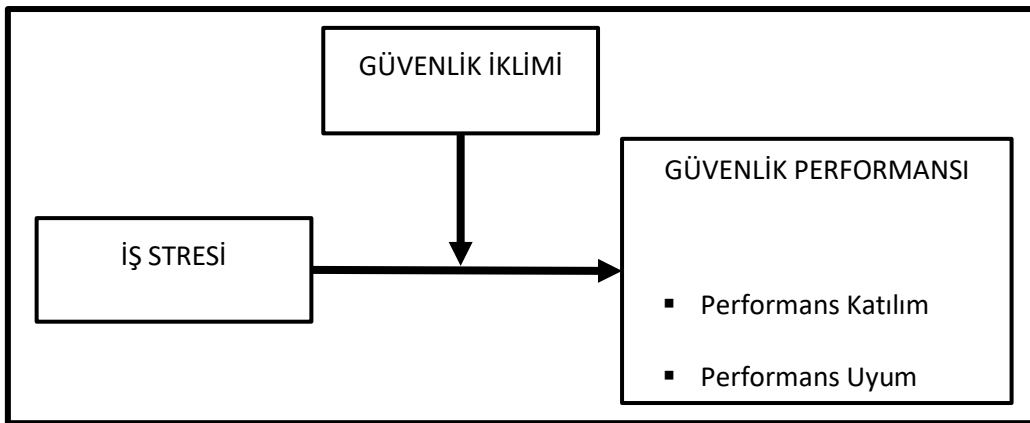 GÜVENLİK İKLİMİ
GÜVENLİK PERFORMANSI
İŞ STRESİ
▪ Performans Katılım
▪ Performans Uyum